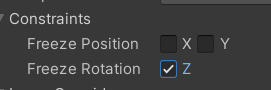 Constraints
Freeze Position X Y
Freeze Rotation Z